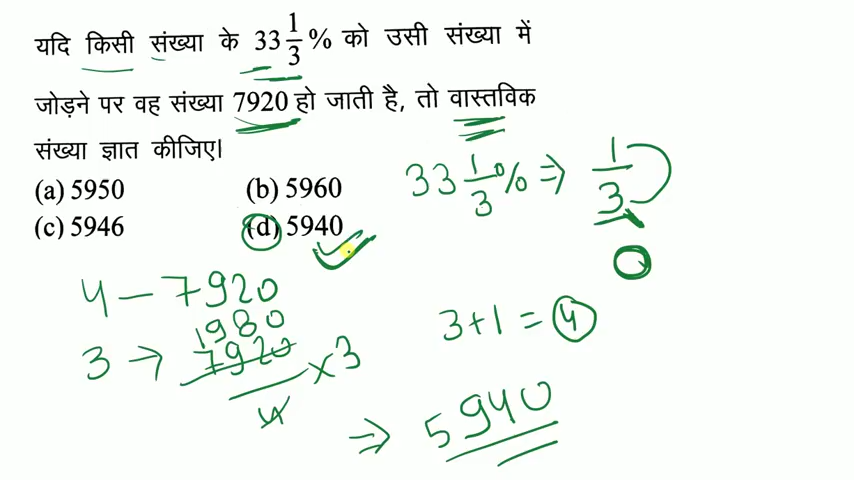 यदि किसी संख्या के 33 1/3 % को उसी संख्या में
जोड़ने पर वह संख्या 7920 हो जाती है, तो वास्तविक
संख्या ज्ञात कीजिए।
(a) 5950 (b) 5960
(c) 5946 (d) 5940
33 1/3 % ⇒ 1/3
4 – 7920
3 + 1 = 4
1980
3 → 7920/4 × 3
⇒ 5940